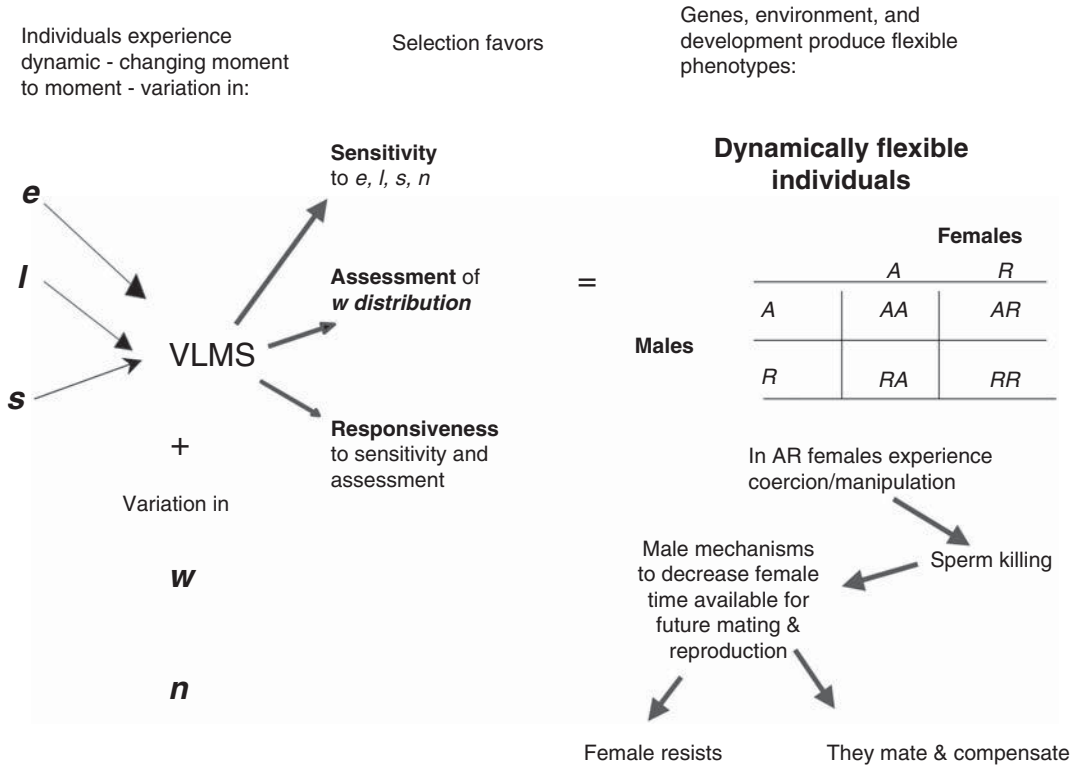 Individuals experience
dynamic - changing moment
to moment - variation in:
Selection favors
Genes, environment, and
development produce flexible
phenotypes:
e
l
s
VLMS
+
Variation in
w
n
Sensitivity
to e, l, s, n
Assessment of
w distribution
Responsiveness
to sensitivity and
assessment
=
Dynamically flexible
individuals
Females
A R
Males
A AA AR
R RA RR
In AR females experience
coercion/manipulation
Sperm killing
Male mechanisms
to decrease female
time available for
future mating &
reproduction
Female resists
They mate & compensate